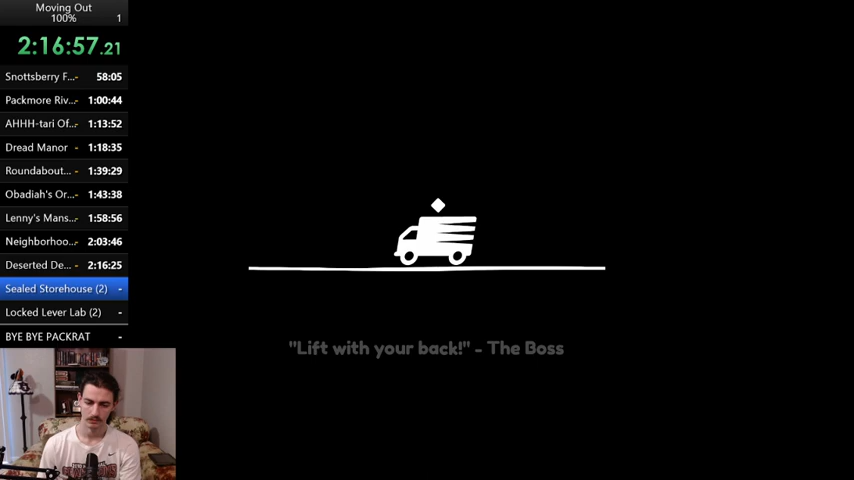 Moving Out
100% 1
2:16:57.21
Snottsberry F...- 58:05
Packmore Riv...- 1:00:44
AHHH-tari Of...- 1:13:52
Dread Manor - 1:18:35
Roundabout...- 1:39:29
Obadiah's Or...- 1:43:38
Lenny's Mans...- 1:58:56
Neighborhoo...- 2:03:46
Deserted De...- 2:16:25
Sealed Storehouse (2) -
Locked Lever Lab (2) -
BYE BYE PACKRAT -
"Lift with your back!" - The Boss